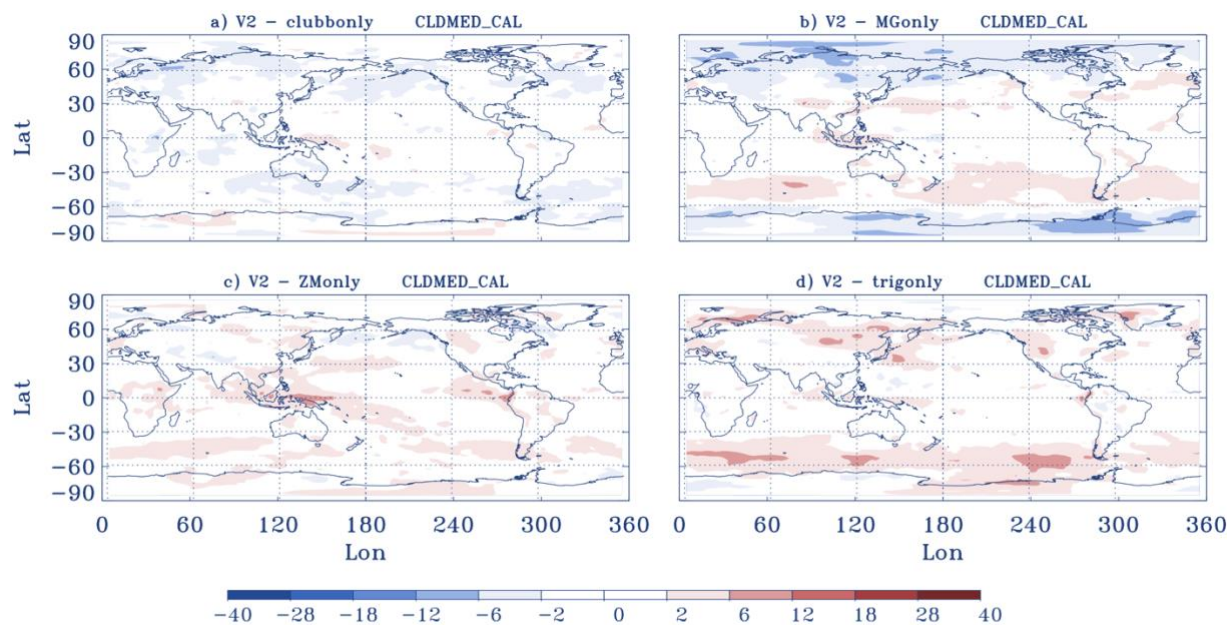 a) V2 − clubbonly CLDMED_CAL
b) V2 − MGonly CLDMED_CAL
90
60
30
0
−30
−60
−90
Lat
c) V2 − ZMonly CLDMED_CAL
d) V2 − trigonly CLDMED_CAL
90
60
30
0
−30
−60
−90
Lat
%
0 60 120 180 240 300 360
0 60 120 180 240 300 360
Lon
Lon
−40 −28 −18 −12 −6 −2 0 2 6 12 18 28 40